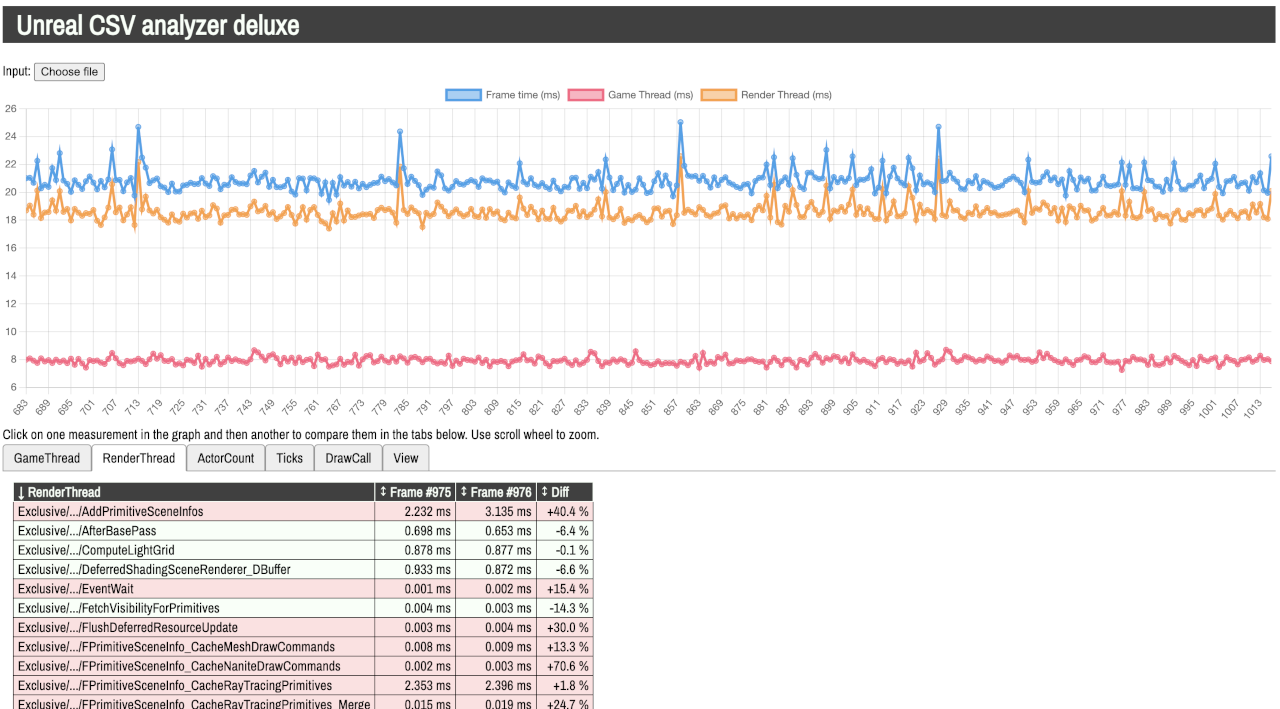 Unreal CSV analyzer deluxe
Input: Choose file
Frame time (ms) Game Thread (ms) Render Thread (ms)
26
24
22
20
18
16
14
12
10
8
6
683 689 695 701 707 713 719 725 731 737 743 749 755 761 767 773 779 785 791 797 803 809 815 821 827 833 839 845 851 857 863 869 875 881 887 893 899 905 911 917 923 929 935 941 947 953 959 965 971 977 983 989 995 1001 1007 1013
Click on one measurement in the graph and then another to compare them in the tabs below. Use scroll wheel to zoom.
GameThread RenderThread ActorCount Ticks DrawCall View
↓ RenderThread ↕ Frame #975 ↕ Frame #976 ↕ Diff
Exclusive/.../AddPrimitiveSceneInfos 2.232 ms 3.135 ms +40.4 %
Exclusive/.../AfterBasePass 0.698 ms 0.653 ms -6.4 %
Exclusive/.../ComputeLightGrid 0.878 ms 0.877 ms -0.1 %
Exclusive/.../DeferredShadingSceneRenderer_DBuffer 0.933 ms 0.872 ms -6.6 %
Exclusive/.../EventWait 0.001 ms 0.002 ms +15.4 %
Exclusive/.../FetchVisibilityForPrimitives 0.004 ms 0.003 ms -14.3 %
Exclusive/.../FlushDeferredResourceUpdate 0.003 ms 0.004 ms +30.0 %
Exclusive/.../FPrimitiveSceneInfo_CacheMeshDrawCommands 0.008 ms 0.009 ms +13.3 %
Exclusive/.../FPrimitiveSceneInfo_CacheNaniteDrawCommands 0.002 ms 0.003 ms +70.6 %
Exclusive/.../FPrimitiveSceneInfo_CacheRayTracingPrimitives 2.353 ms 2.396 ms +1.8 %
Exclusive/.../FPrimitiveSceneInfo_CacheRayTracingPrimitives_Merge 0.015 ms 0.019 ms +24.7 %